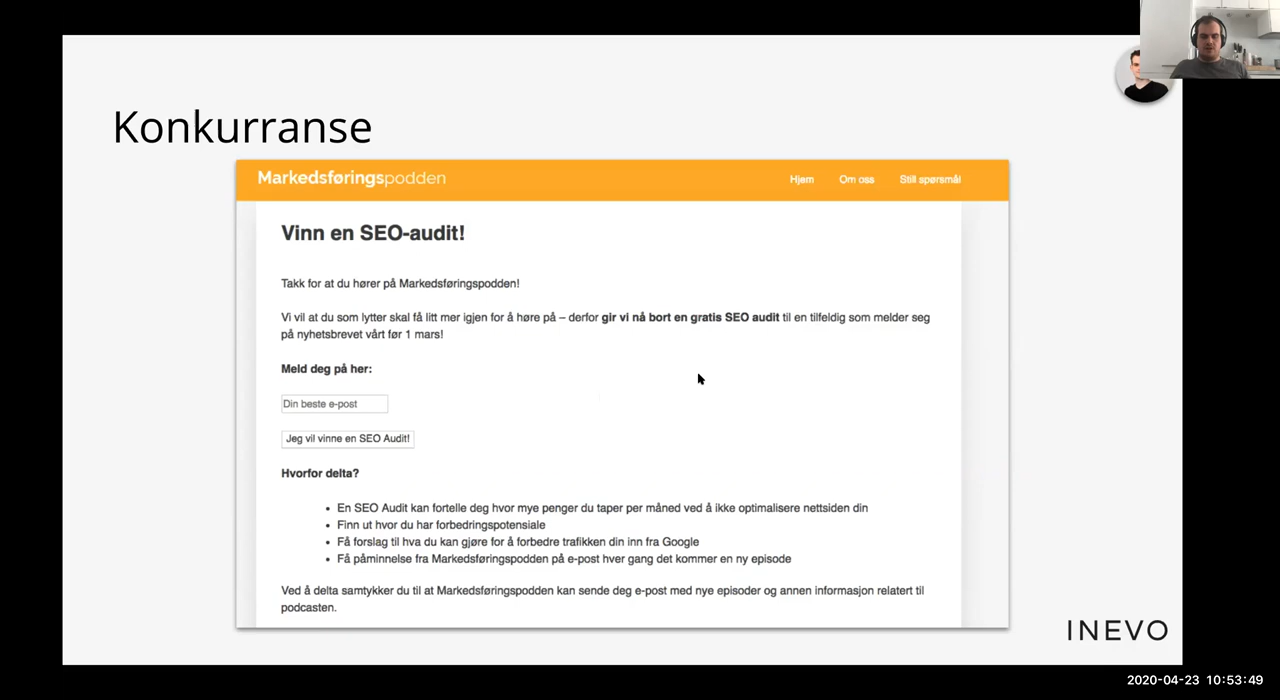 Konkurranse
Markedsføringspodden
Hjem Om oss Still spørsmål
Vinn en SEO-audit!
Takk for at du hører på Markedsføringspodden!
Vi vil at du som lytter skal få litt mer igjen for å høre på – derfor gir vi nå bort en gratis SEO audit til en tilfeldig som melder seg
på nyhetsbrevet vårt før 1 mars!
Meld deg på her:
Din beste e-post
Jeg vil vinne en SEO Audit!
Hvorfor delta?
• En SEO Audit kan fortelle deg hvor mye penger du taper per måned ved å ikke optimalisere nettsiden din
• Finn ut hvor du har forbedringspotensiale
• Få forslag til hva du kan gjøre for å forbedre trafikken din inn fra Google
• Få påminnelse fra Markedsføringspodden på e-post hver gang det kommer en ny episode
Ved å delta samtykker du til at Markedsføringspodden kan sende deg e-post med nye episoder og annen informasjon relatert til
podcasten.
INEVO
2020-04-23 10:53:49